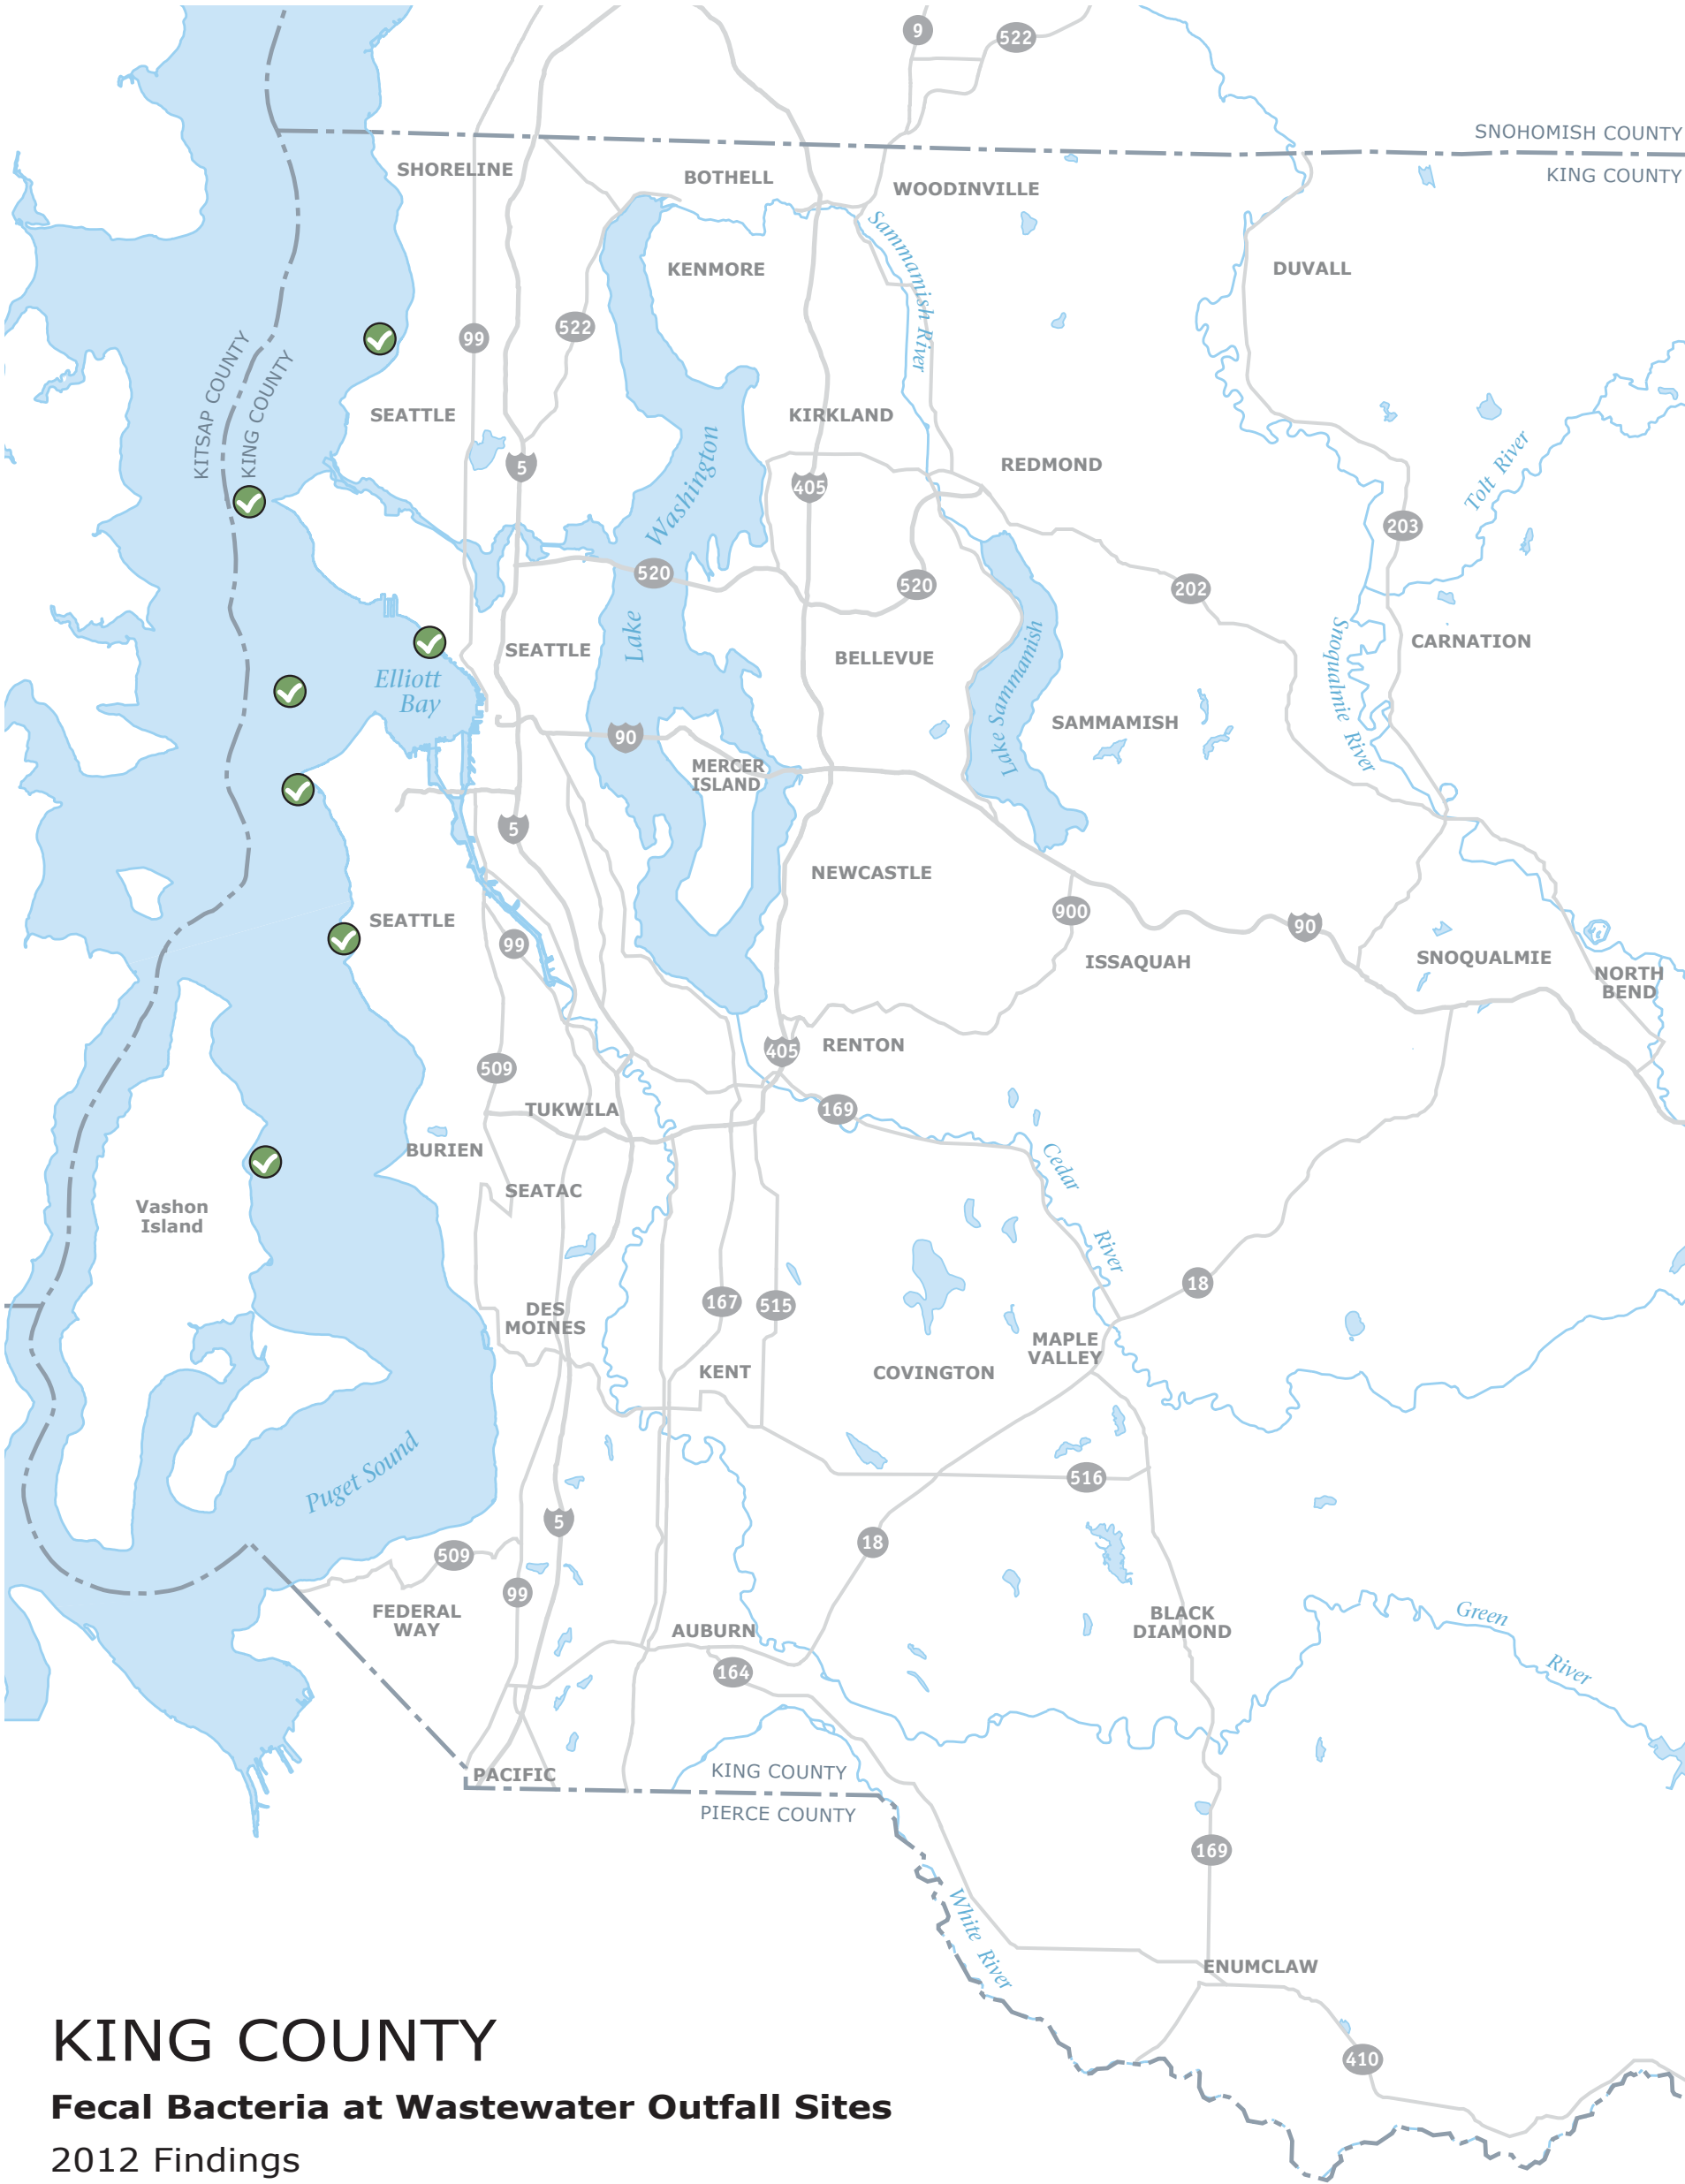 9
522
SNOHOMISH COUNTY
KING COUNTY
SHORELINE
BOTHELL
WOODINVILLE
Sammamish River
KENMORE
DUVALL
522
99
KITSAP COUNTY
KING COUNTY
SEATTLE
KIRKLAND
5
405
REDMOND
Tolt River
203
Lake Washington
520
520
202
SEATTLE
BELLEVUE
Lake Sammamish
CARNATION
Snoqualmie River
Elliott
Bay
SAMMAMISH
90
MERCER
ISLAND
5
NEWCASTLE
900
90
SEATTLE
99
ISSAQUAH
SNOQUALMIE
NORTH
BEND
405
RENTON
509
TUKWILA
169
BURIEN
Cedar River
SEATAC
Vashon
Island
18
167
515
DES
MOINES
MAPLE
VALLEY
KENT
COVINGTON
Puget Sound
516
5
18
509
99
FEDERAL
WAY
AUBURN
BLACK
DIAMOND
Green River
164
PACIFIC
KING COUNTY
PIERCE COUNTY
169
White River
ENUMCLAW
410
KING COUNTY
Fecal Bacteria at Wastewater Outfall Sites
2012 Findings